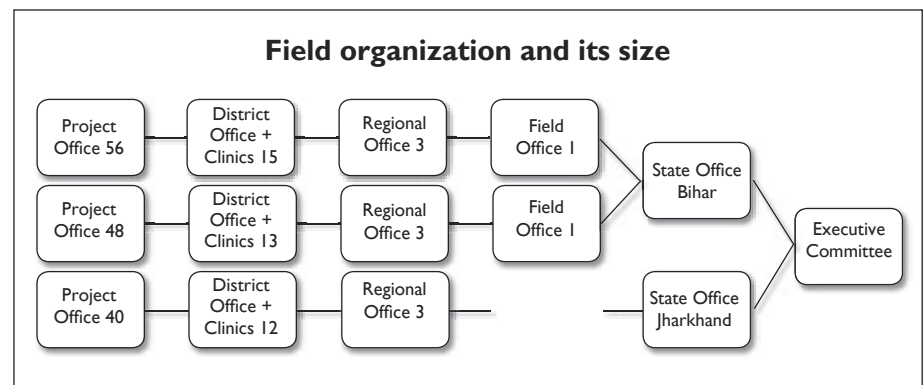 Field organization and its size
Project
Office 56
District
Office +
Clinics 15
Regional
Office 3
Field
Office 1
State Office
Bihar
Project
Office 48
District
Office +
Clinics 13
Regional
Office 3
Field
Office 1
Executive
Committee
Project
Office 40
District
Office +
Clinics 12
Regional
Office 3
State Office
Jharkhand